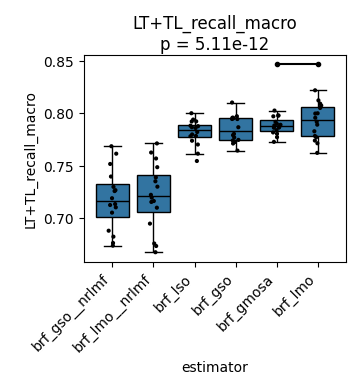 LT+TL_recall_macro
p = 5.11e-12
LT+TL_recall_macro
0.85
0.80
0.75
0.70
brf_gso__nrlmf
brf_lmo__nrlmf
brf_lso
brf_gso
brf_gmosa
brf_lmo
estimator